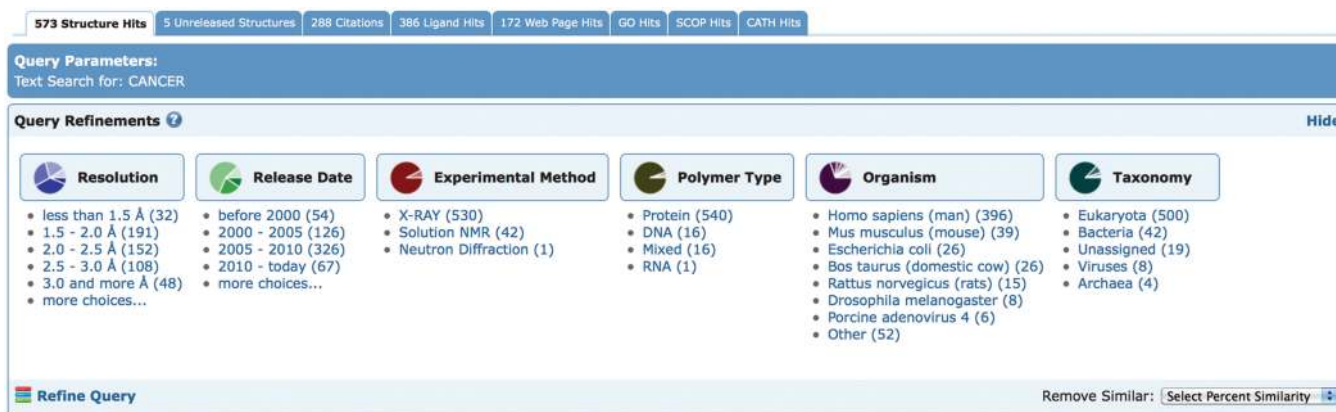 573 Structure Hits 5 Unreleased Structures 288 Citations 386 Ligand Hits 172 Web Page Hits GO Hits SCOP Hits CATH Hits
Query Parameters:
Text Search for: CANCER
Query Refinements ? Hide
Resolution
less than 1.5 Å (32)
1.5 - 2.0 Å (191)
2.0 - 2.5 Å (152)
2.5 - 3.0 Å (108)
3.0 and more Å (48)
more choices...
Release Date
before 2000 (54)
2000 - 2005 (126)
2005 - 2010 (326)
2010 - today (67)
more choices...
Experimental Method
X-RAY (530)
Solution NMR (42)
Neutron Diffraction (1)
Polymer Type
Protein (540)
DNA (16)
Mixed (16)
RNA (1)
Organism
Homo sapiens (man) (396)
Mus musculus (mouse) (39)
Escherichia coli (26)
Bos taurus (domestic cow) (26)
Rattus norvegicus (rats) (15)
Drosophila melanogaster (8)
Porcine adenovirus 4 (6)
Other (52)
Taxonomy
Eukaryota (500)
Bacteria (42)
Unassigned (19)
Viruses (8)
Archaea (4)
Refine Query Remove Similar: Select Percent Similarity